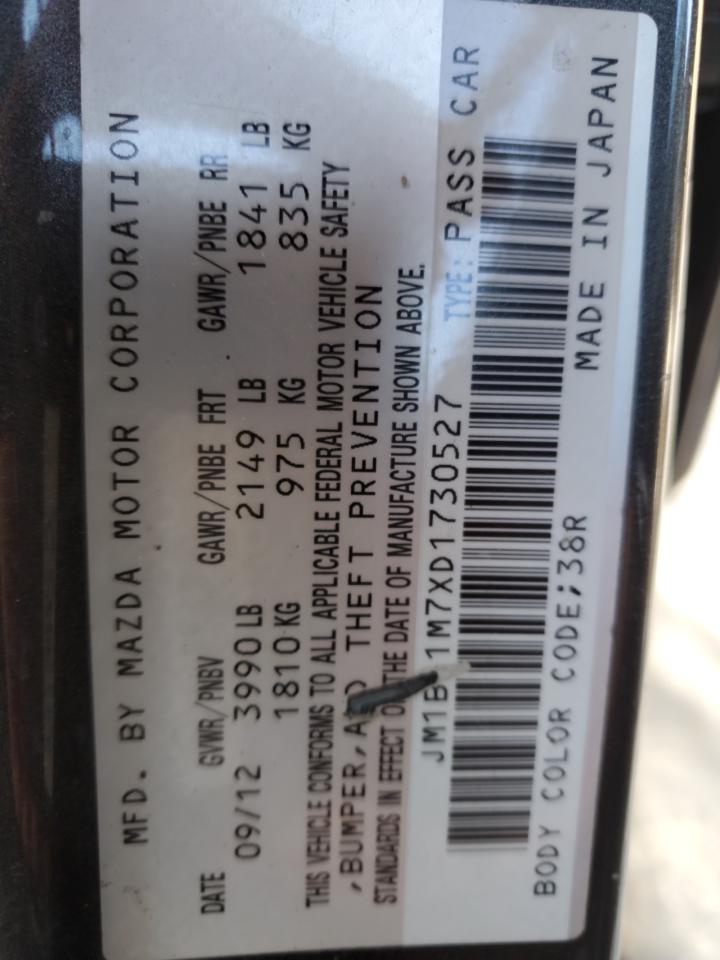 MFD. BY MAZDA MOTOR CORPORATION
DATE GVWR/PNBV GAWR/PNBE FRT GAWR/PNBE RR
09/12 3990 LB 2149 LB 1841 LB
1810 KG 975 KG 835 KG
THIS VEHICLE CONFORMS TO ALL APPLICABLE FEDERAL MOTOR VEHICLE SAFETY
,BUMPER,AND THEFT PREVENTION
STANDARDS IN EFFECT ON THE DATE OF MANUFACTURE SHOWN ABOVE.
JM1B 1M7XD1730527 TYPE: PASS CAR
BODY COLOR CODE;38R MADE IN JAPAN